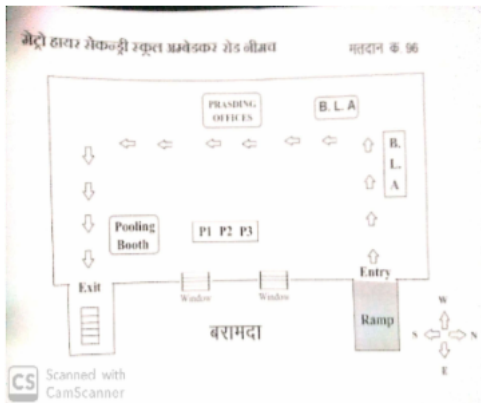 मेट्रो हायर सेकन्ड्री स्कूल अम्बेडकर रोड नीमच
मतदान क. 96
PRASDING
OFFICES
B. L. A
B.
L.
A
Pooling
Booth
P1 P2 P3
Exit
Window
Window
Entry
बरामदा
Ramp
W
S
N
E
CS
Scanned with
CamScanner